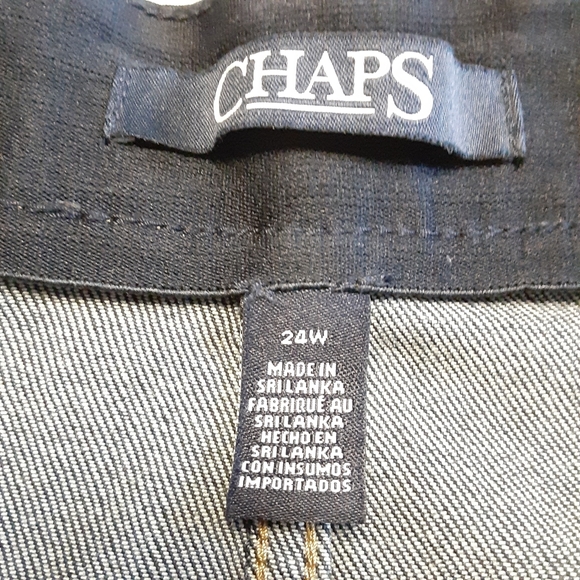 CHAPS
24W
MADE IN
SRI LANKA
FABRIQUÉ AU
SRI LANKA
HECHO EN
SRI LANKA
CON INSUMOS
IMPORTADOS